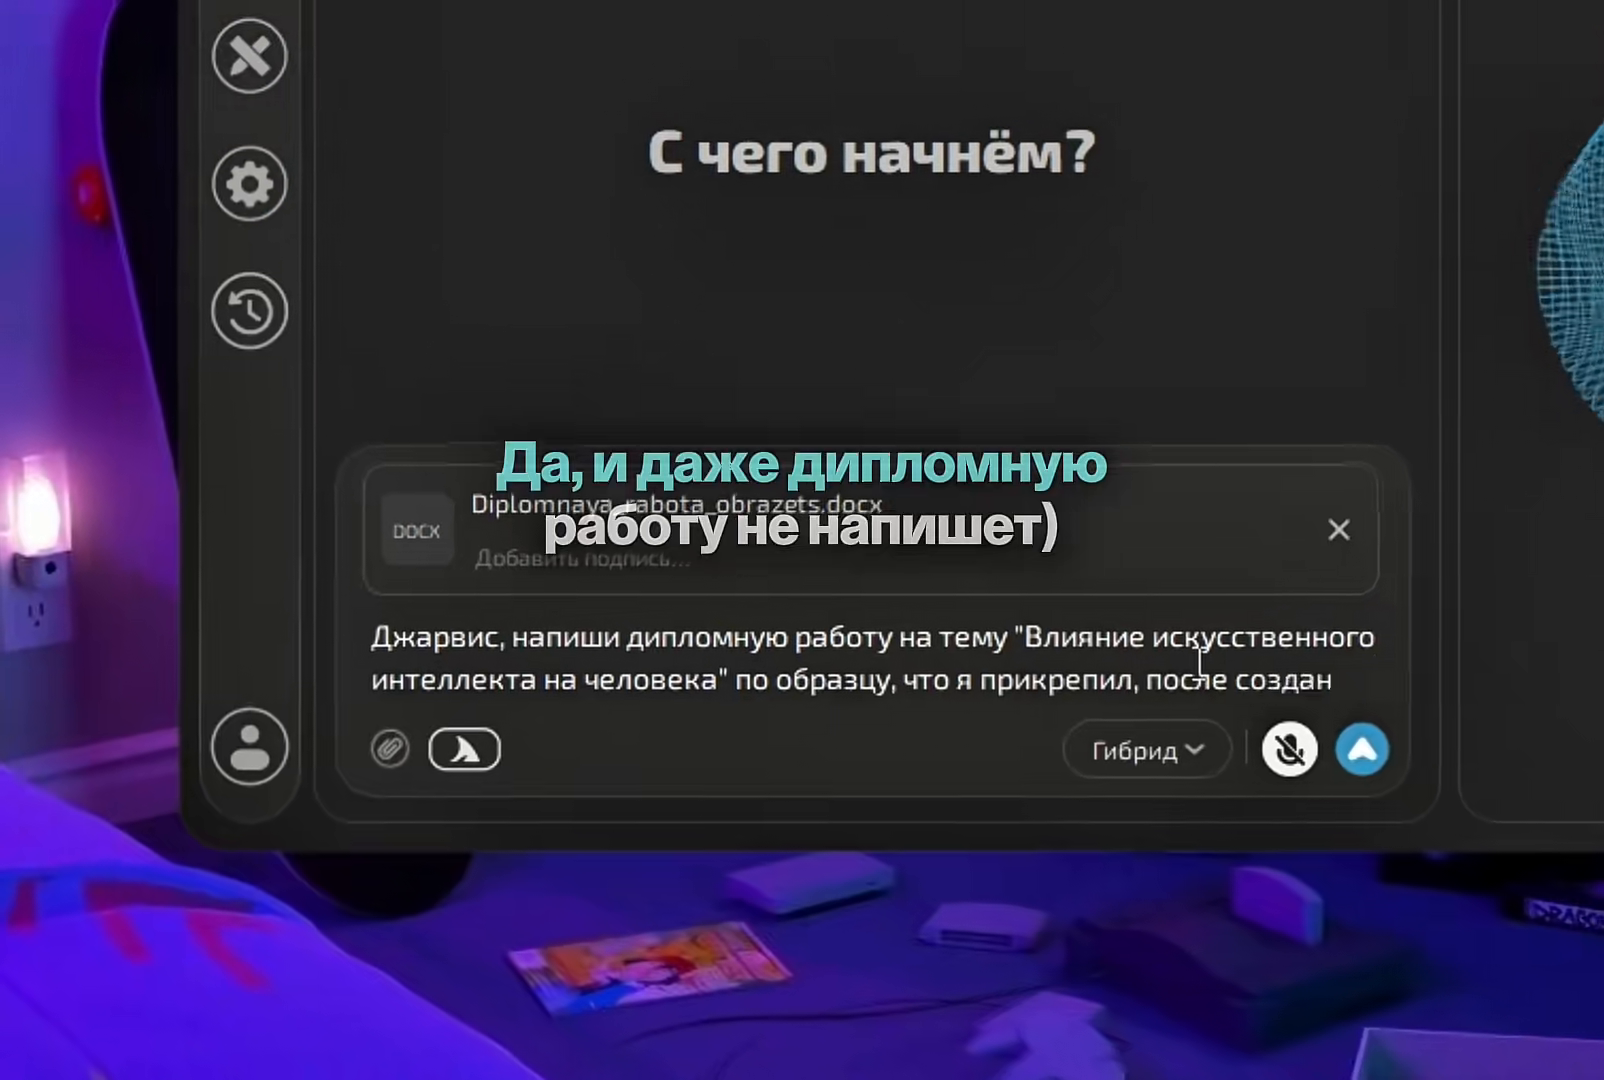 С чего начнём?
Да, и даже дипломную
работу не напишет)
DOCX
Diplomnaya_rabota_obrazets.docx
Добавить подпись...
Джарвис, напиши дипломную работу на тему "Влияние искусственного
интеллекта на человека" по образцу, что я прикрепил, после создан
Гибрид